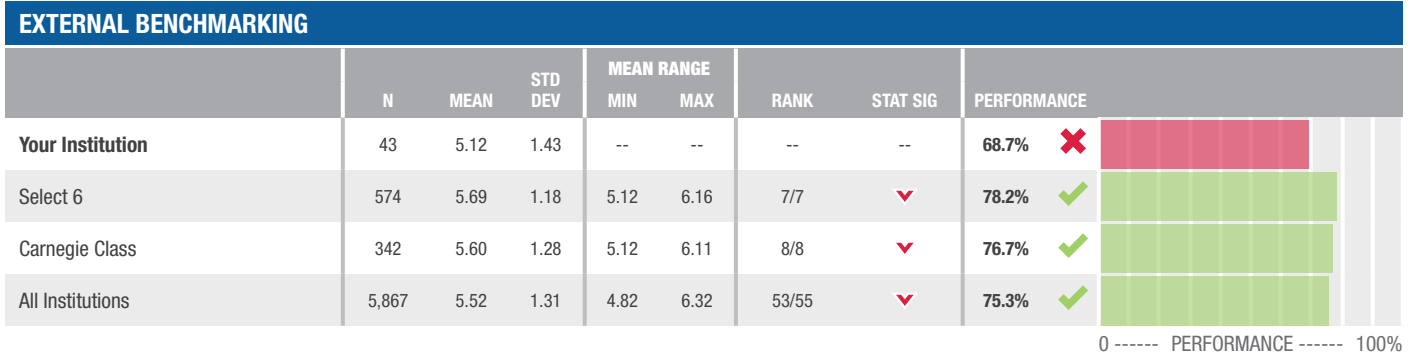 EXTERNAL BENCHMARKING
N MEAN STD DEV MEAN RANGE MIN MAX RANK STAT SIG PERFORMANCE
Your Institution 43 5.12 1.43 -- -- -- -- 68.7%
Select 6 574 5.69 1.18 5.12 6.16 7/7 78.2%
Carnegie Class 342 5.60 1.28 5.12 6.11 8/8 76.7%
All Institutions 5,867 5.52 1.31 4.82 6.32 53/55 75.3%
0 ------ PERFORMANCE ------ 100%